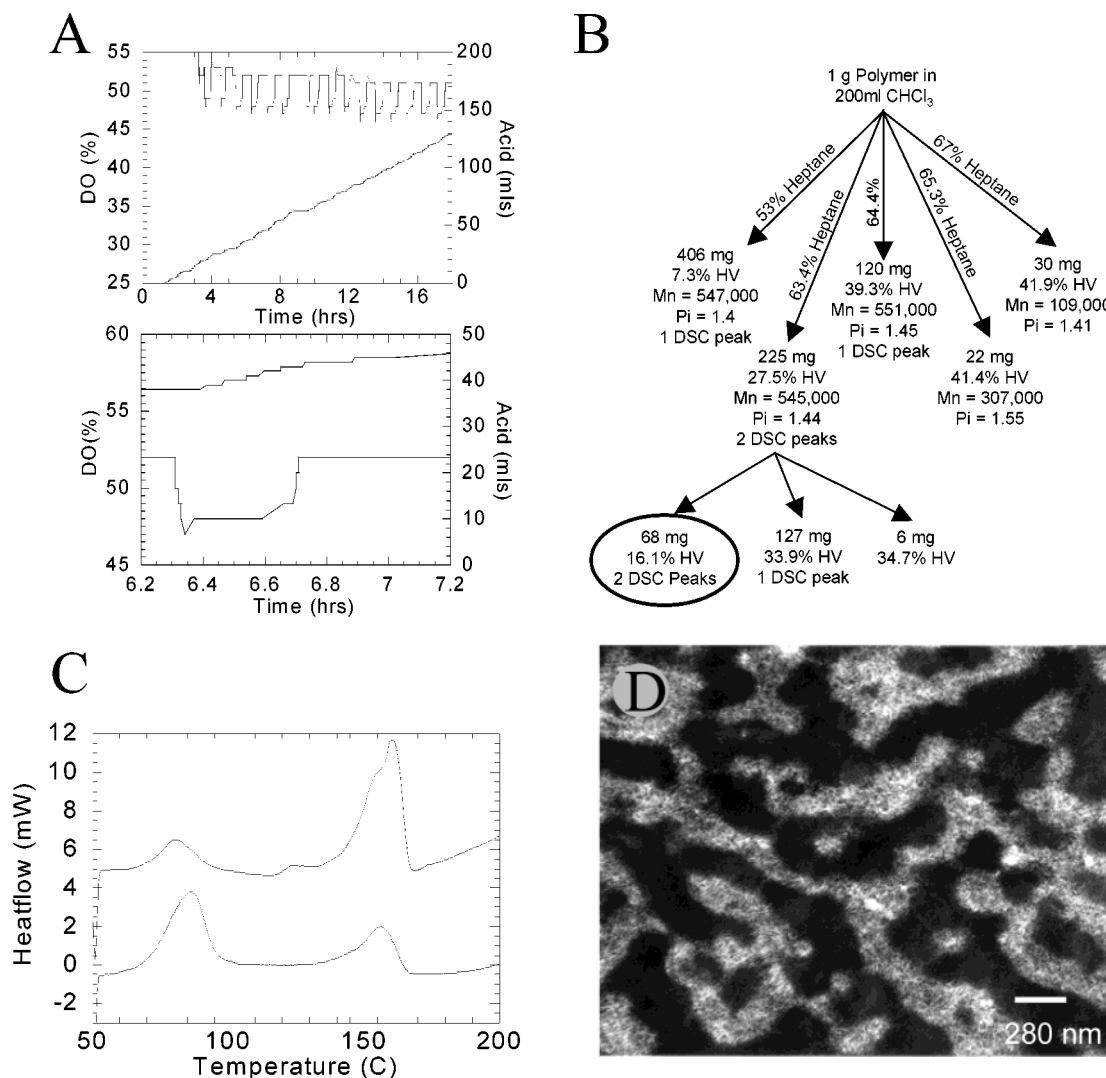 A
55
50
45
40
35
30
25
DO (%)
200
150
100
50
0
Acid (mls)
0 4 8 12 16
Time (hrs)
60
55
50
45
DO(%)
50
40
30
20
10
0
Acid (mls)
6.2 6.4 6.6 6.8 7.0 7.2
Time (hrs)
B
1 g Polymer in
200ml CHCl3
53% Heptane
63.4% Heptane
64.4%
65.3% Heptane
67% Heptane
406 mg
7.3% HV
Mn = 547,000
Pi = 1.4
1 DSC peak
120 mg
39.3% HV
Mn = 551,000
Pi = 1.45
1 DSC peak
30 mg
41.9% HV
Mn = 109,000
Pi = 1.41
225 mg
27.5% HV
Mn = 545,000
Pi = 1.44
2 DSC peaks
22 mg
41.4% HV
Mn = 307,000
Pi = 1.55
68 mg
16.1% HV
2 DSC Peaks
127 mg
33.9% HV
1 DSC peak
6 mg
34.7% HV
C
12
10
8
6
4
2
0
-2
Heatflow (mW)
50 100 150 200
Temperature (C)
D
280 nm